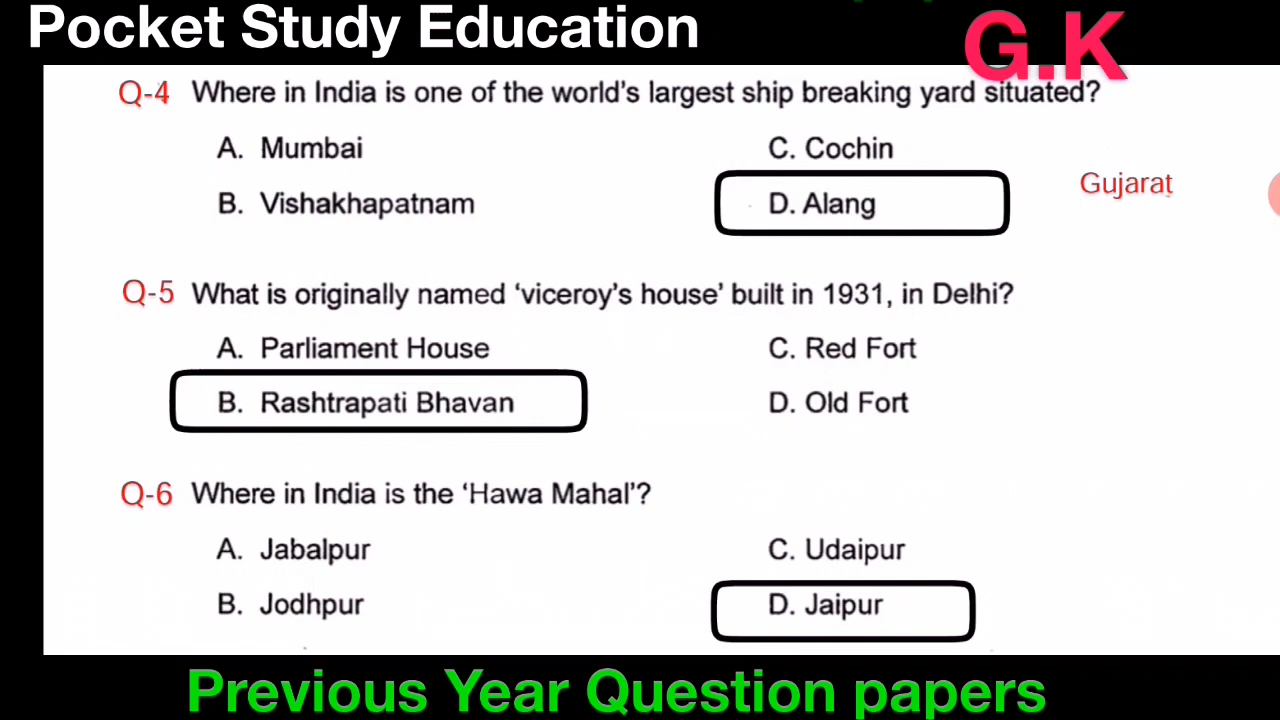 Pocket Study Education
G.K
Q-4 Where in India is one of the world's largest ship breaking yard situated?
A. Mumbai C. Cochin
B. Vishakhapatnam D. Alang Gujarat
Q-5 What is originally named ‘viceroy’s house’ built in 1931, in Delhi?
A. Parliament House C. Red Fort
B. Rashtrapati Bhavan D. Old Fort
Q-6 Where in India is the ‘Hawa Mahal’?
A. Jabalpur C. Udaipur
B. Jodhpur D. Jaipur
Previous Year Question papers